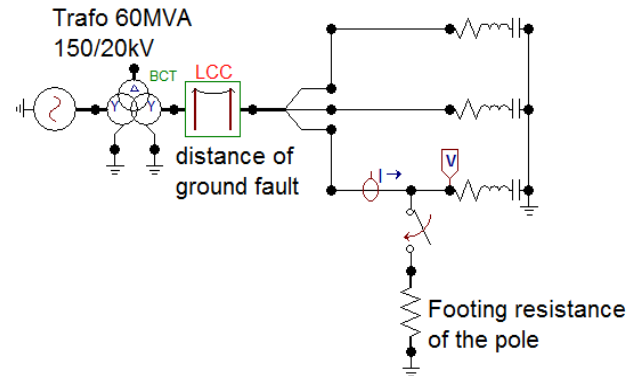 Trafo 60MVA
150/20kV
BCT
LCC
Y
Y
distance of
ground fault
I
V
Footing resistance
of the pole